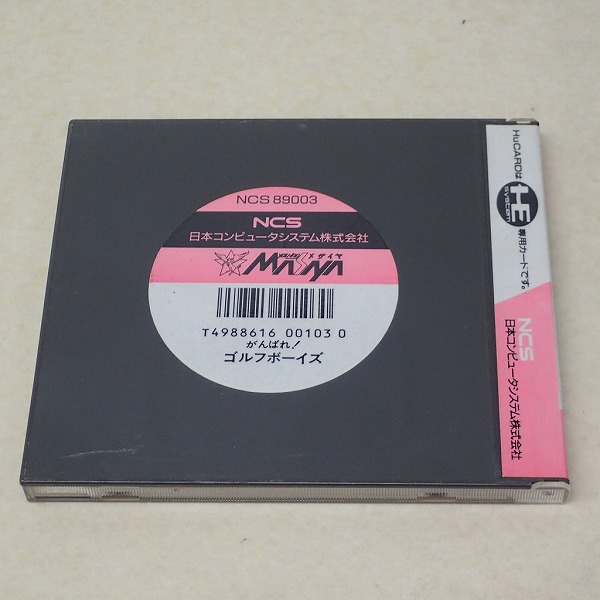 NCS 89003
NCS
日本コンピュータシステム株式会社
メサイヤ
MASAYA
T4988616 00103 0
がんばれ!
ゴルフボーイズ
HuCARDは
HE
SYSTEM
専用カードです。
NCS
日本コンピュータシステム株式会社